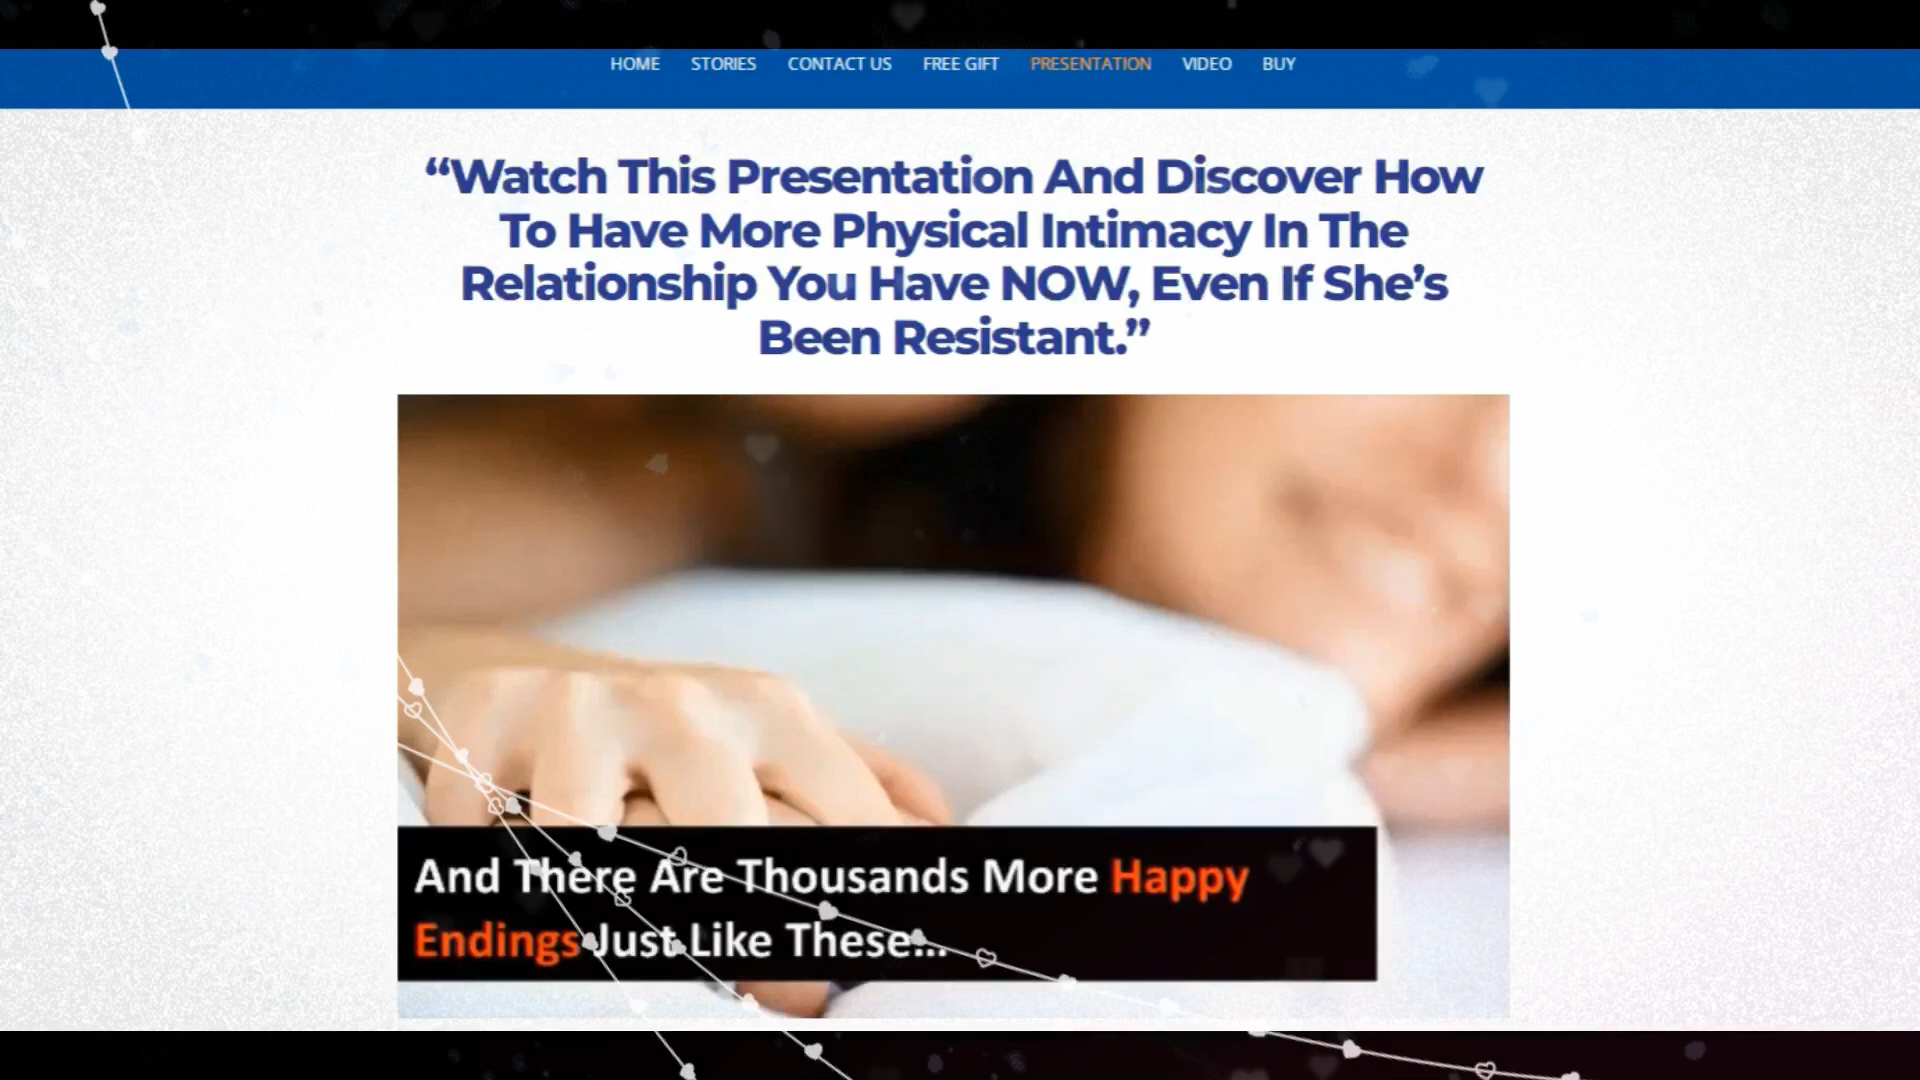 HOME STORIES CONTACT US FREE GIFT PRESENTATION VIDEO BUY
“Watch This Presentation And Discover How
To Have More Physical Intimacy In The
Relationship You Have NOW, Even If She’s
Been Resistant.”
And There Are Thousands More Happy
Endings Just Like These...